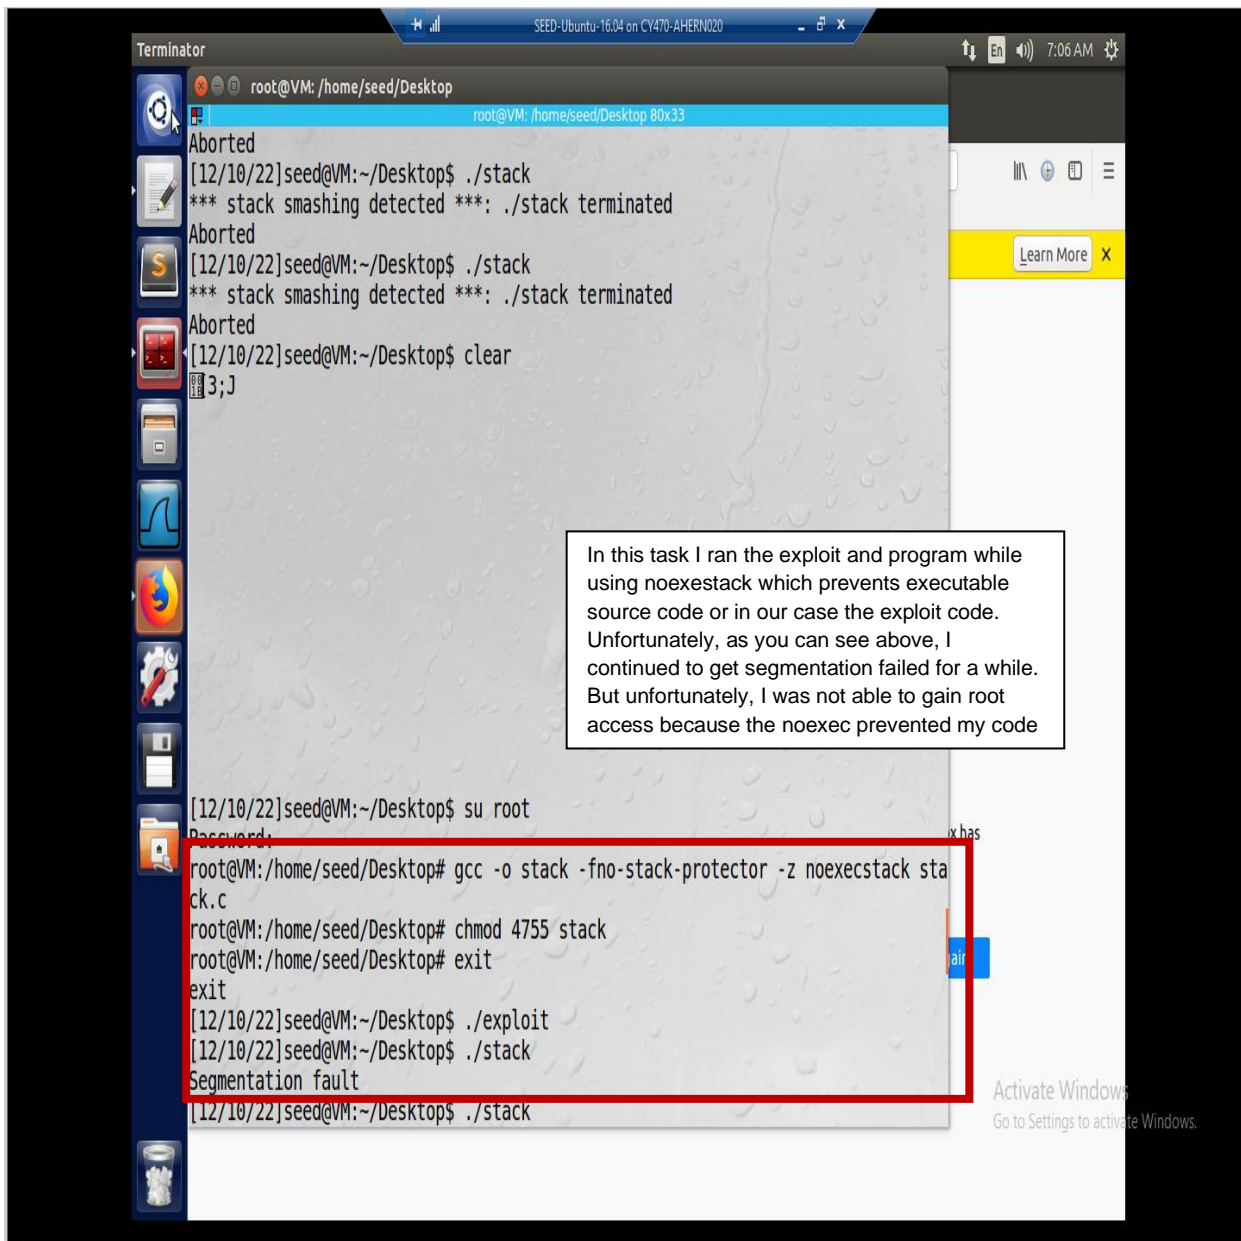 SEED-Ubuntu-16.04 on CY470-AHERN020
Terminator
En
7:06 AM
root@VM: /home/seed/Desktop
root@VM: /home/seed/Desktop 80x33
Aborted
[12/10/22]seed@VM:~/Desktop$ ./stack
*** stack smashing detected ***: ./stack terminated
Aborted
[12/10/22]seed@VM:~/Desktop$ ./stack
*** stack smashing detected ***: ./stack terminated
Aborted
[12/10/22]seed@VM:~/Desktop$ clear
[3;J
Learn More X
In this task I ran the exploit and program while
using noexestack which prevents executable
source code or in our case the exploit code.
Unfortunately, as you can see above, I
continued to get segmentation failed for a while.
But unfortunately, I was not able to gain root
access because the noexec prevented my code
[12/10/22]seed@VM:~/Desktop$ su root
Password:
x has
root@VM:/home/seed/Desktop# gcc -o stack -fno-stack-protector -z noexecstack sta
ck.c
root@VM:/home/seed/Desktop# chmod 4755 stack
root@VM:/home/seed/Desktop# exit
exit
[12/10/22]seed@VM:~/Desktop$ ./exploit
[12/10/22]seed@VM:~/Desktop$ ./stack
Segmentation fault
[12/10/22]seed@VM:~/Desktop$ ./stack
Activate Windows
Go to Settings to activate Windows.